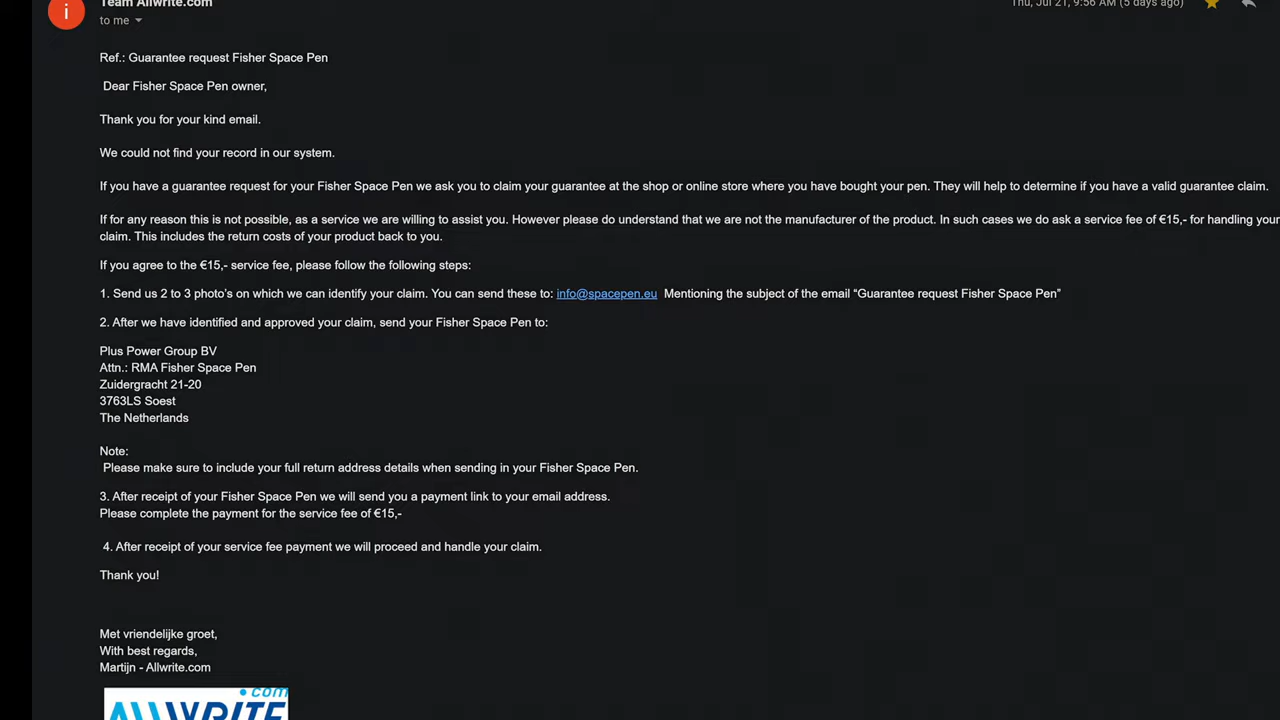 Team Allwrite.com
Thu, Jul 21, 9:56 AM (5 days ago)
i
to me
Ref.: Guarantee request Fisher Space Pen
Dear Fisher Space Pen owner,
Thank you for your kind email.
We could not find your record in our system.
If you have a guarantee request for your Fisher Space Pen we ask you to claim your guarantee at the shop or online store where you have bought your pen. They will help to determine if you have a valid guarantee claim.
If for any reason this is not possible, as a service we are willing to assist you. However please do understand that we are not the manufacturer of the product. In such cases we do ask a service fee of €15,- for handling your
claim. This includes the return costs of your product back to you.
If you agree to the €15,- service fee, please follow the following steps:
1. Send us 2 to 3 photo's on which we can identify your claim. You can send these to: info@spacepen.eu Mentioning the subject of the email “Guarantee request Fisher Space Pen”
2. After we have identified and approved your claim, send your Fisher Space Pen to:
Plus Power Group BV
Attn.: RMA Fisher Space Pen
Zuidergracht 21-20
3763LS Soest
The Netherlands
Note:
Please make sure to include your full return address details when sending in your Fisher Space Pen.
3. After receipt of your Fisher Space Pen we will send you a payment link to your email address.
Please complete the payment for the service fee of €15,-
4. After receipt of your service fee payment we will proceed and handle your claim.
Thank you!
Met vriendelijke groet,
With best regards,
Martijn - Allwrite.com
.com
ALLWRITE